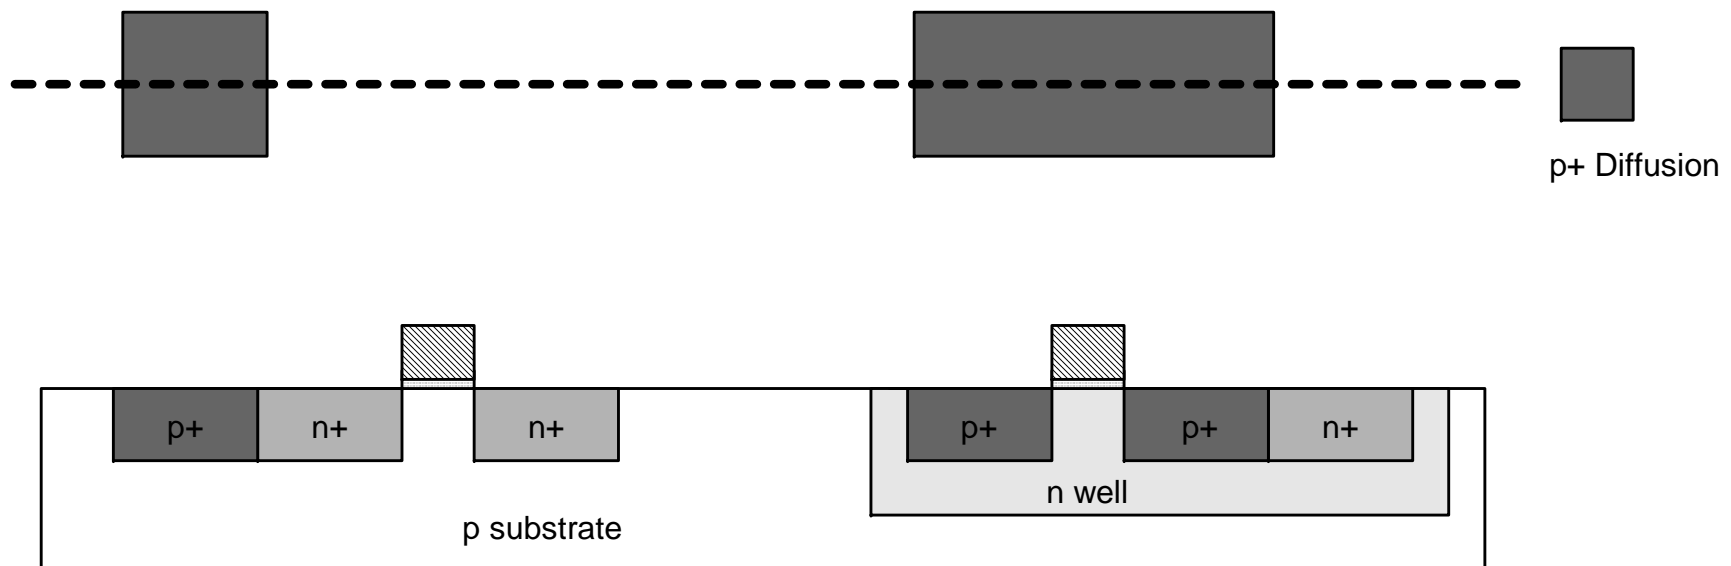 p+ Diffusion
p+ n+ n+ p+ p+ n+
n well
p substrate